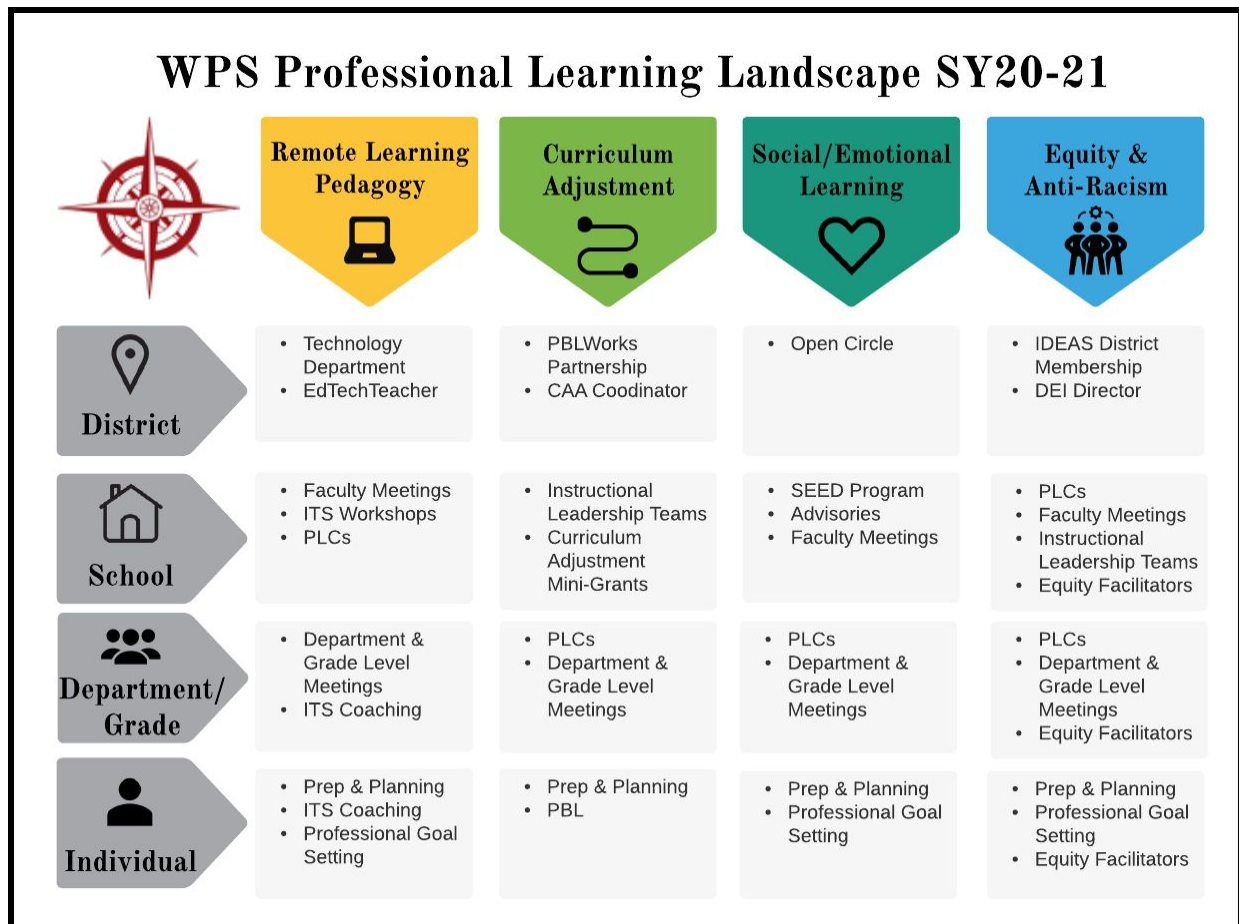 WPS Professional Learning Landscape SY20-21
Remote Learning
Pedagogy
Curriculum
Adjustment
Social/Emotional
Learning
Equity &
Anti-Racism
District
• Technology
Department
• EdTechTeacher
• PBLWorks
Partnership
• CAA Coodinator
• Open Circle
• IDEAS District
Membership
• DEI Director
School
• Faculty Meetings
• ITS Workshops
• PLCs
• Instructional
Leadership Teams
• Curriculum
Adjustment
Mini-Grants
• SEED Program
• Advisories
• Faculty Meetings
• PLCs
• Faculty Meetings
• Instructional
Leadership Teams
• Equity Facilitators
Department/
Grade
• Department &
Grade Level
Meetings
• ITS Coaching
• PLCs
• Department &
Grade Level
Meetings
• PLCs
• Department &
Grade Level
Meetings
• PLCs
• Department &
Grade Level
Meetings
• Equity Facilitators
Individual
• Prep & Planning
• ITS Coaching
• Professional Goal
Setting
• Prep & Planning
• PBL
• Prep & Planning
• Professional Goal
Setting
• Prep & Planning
• Professional Goal
Setting
• Equity Facilitators